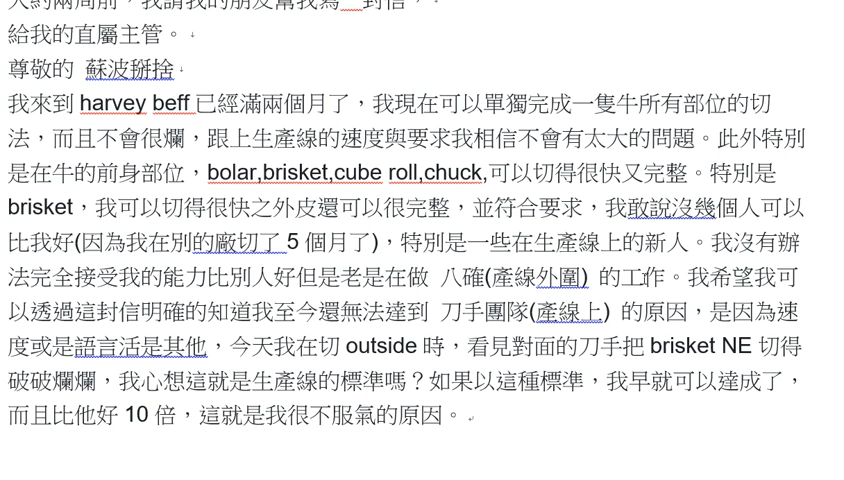 大約兩周前，我請我的朋友幫我寫 封信，
給我的直屬主管。
尊敬的 蘇波掰捨
我來到 harvey beff 已經滿兩個月了，我現在可以單獨完成一隻牛所有部位的切
法，而且不會很爛，跟上生產線的速度與要求我相信不會有太大的問題。此外特別
是在牛的前身部位，bolar,brisket,cube roll,chuck,可以切得很快又完整。特別是
brisket，我可以切得很快之外皮還可以很完整，並符合要求，我敢說沒幾個人可以
比我好(因為我在別的廠切了 5 個月了)，特別是一些在生產線上的新人。我沒有辦
法完全接受我的能力比別人好但是老是在做 八確(產線外圍) 的工作。我希望我可
以透過這封信明確的知道我至今還無法達到 刀手團隊(產線上) 的原因，是因為速
度或是語言活是其他，今天我在切 outside 時，看見對面的刀手把 brisket NE 切得
破破爛爛，我心想這就是生產線的標準嗎？如果以這種標準，我早就可以達成了，
而且比他好 10 倍，這就是我很不服氣的原因。